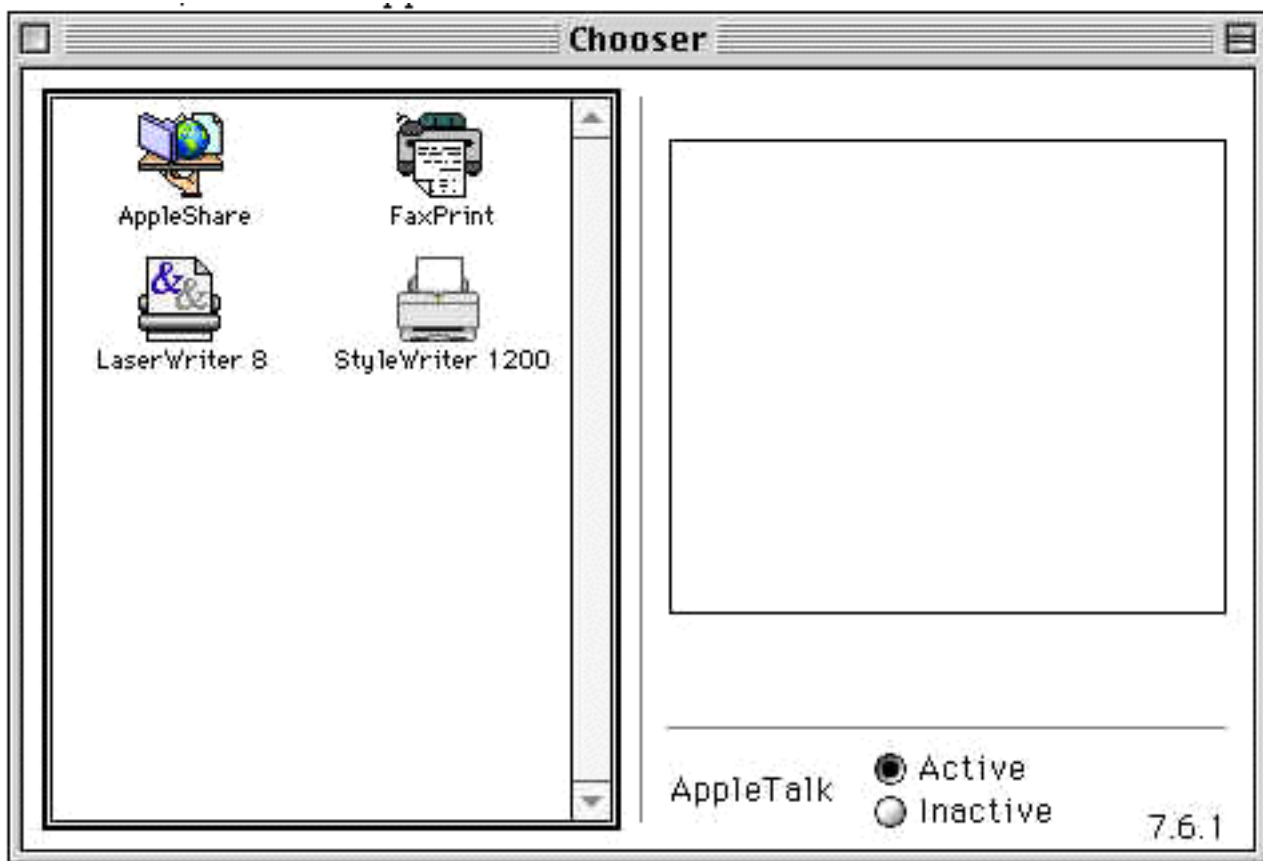 Chooser
AppleShare
FaxPrint
LaserWriter 8
StyleWriter 1200
AppleTalk
Active
Inactive
7.6.1